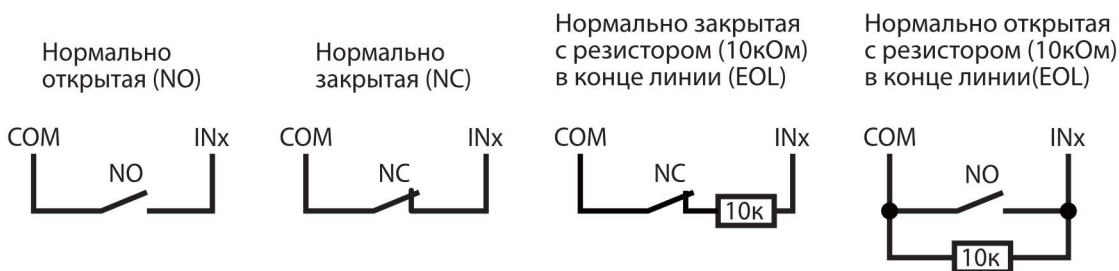 Нормально
открытая (NO)
COM
INx
NO
Нормально
закрытая (NC)
COM
INx
NC
Нормально закрытая
с резистором (10кОм)
в конце линии (EOL)
COM
INx
NC
10к
Нормально открытая
с резистором (10кОм)
в конце линии(EOL)
COM
INx
NO
10к